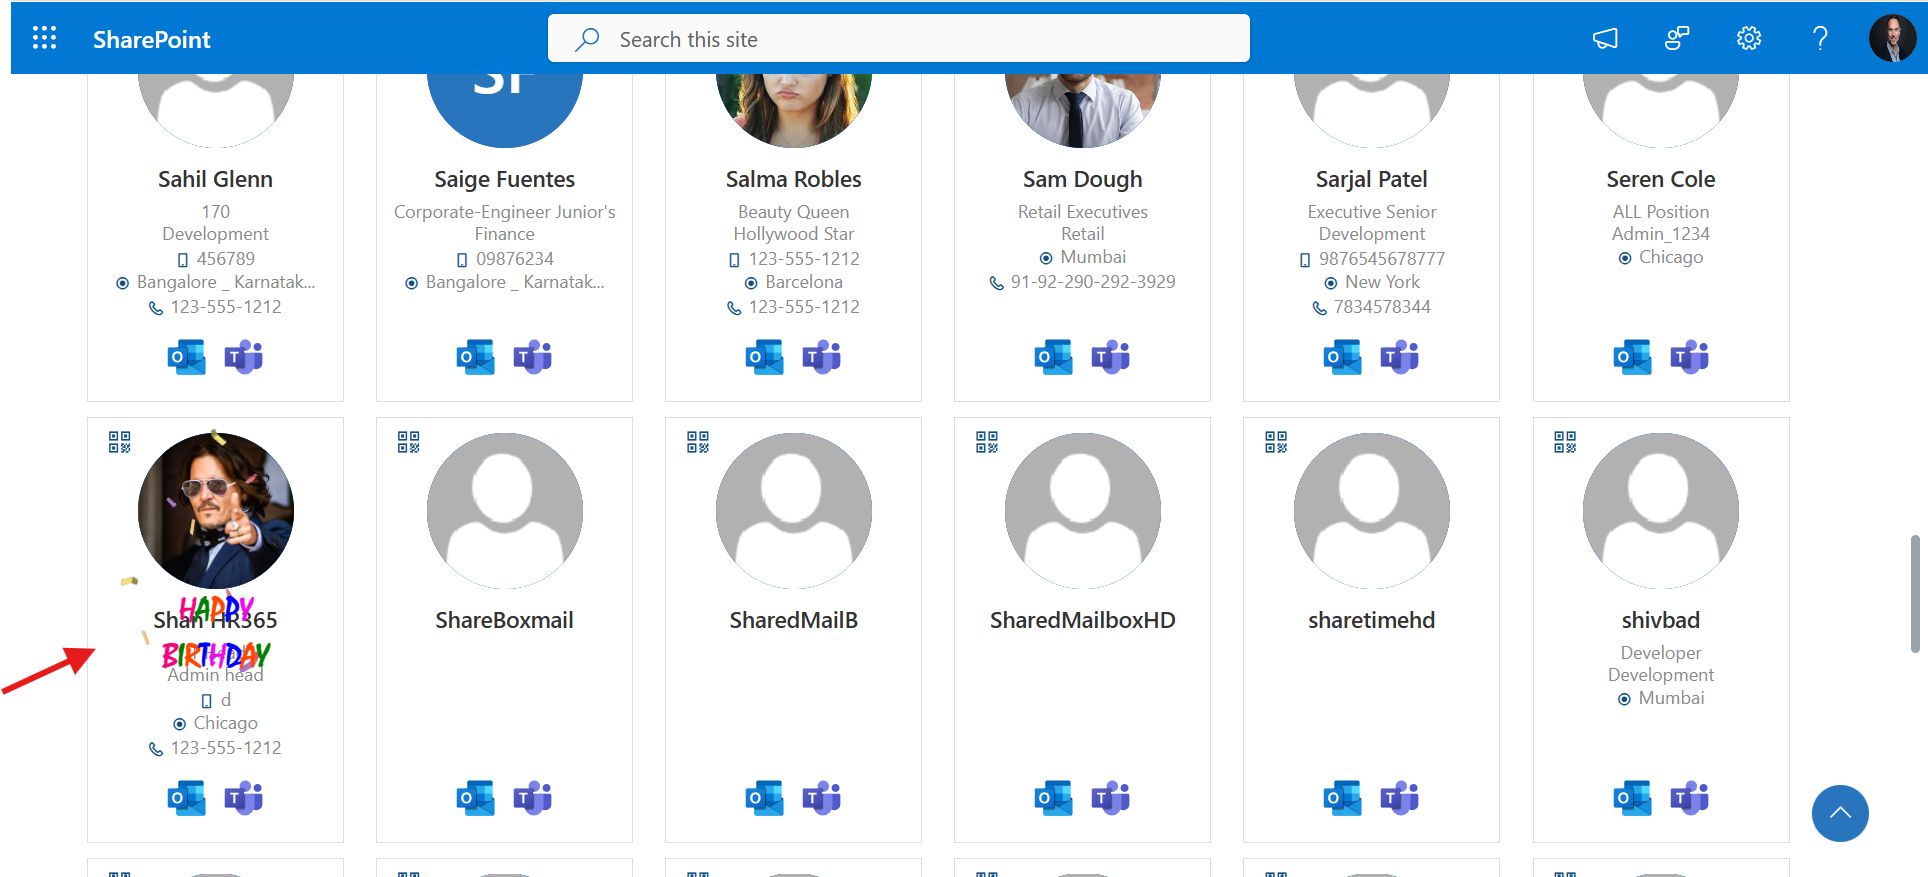 SharePoint
Search this site
SF
Sahil Glenn
170
Development
456789
Bangalore _ Karnatak...
123-555-1212
Saige Fuentes
Corporate-Engineer Junior's
Finance
09876234
Bangalore _ Karnatak...
Salma Robles
Beauty Queen
Hollywood Star
123-555-1212
Barcelona
123-555-1212
Sam Dough
Retail Executives
Retail
Mumbai
91-92-290-292-3929
Sarjal Patel
Executive Senior
Development
9876545678777
New York
7834578344
Seren Cole
ALL Position
Admin_1234
Chicago
Shan HR365
HAPPY
BIRTHDAY
Admin head
d
Chicago
123-555-1212
ShareBoxmail
SharedMailB
SharedMailboxHD
sharetimehd
shivbad
Developer
Development
Mumbai